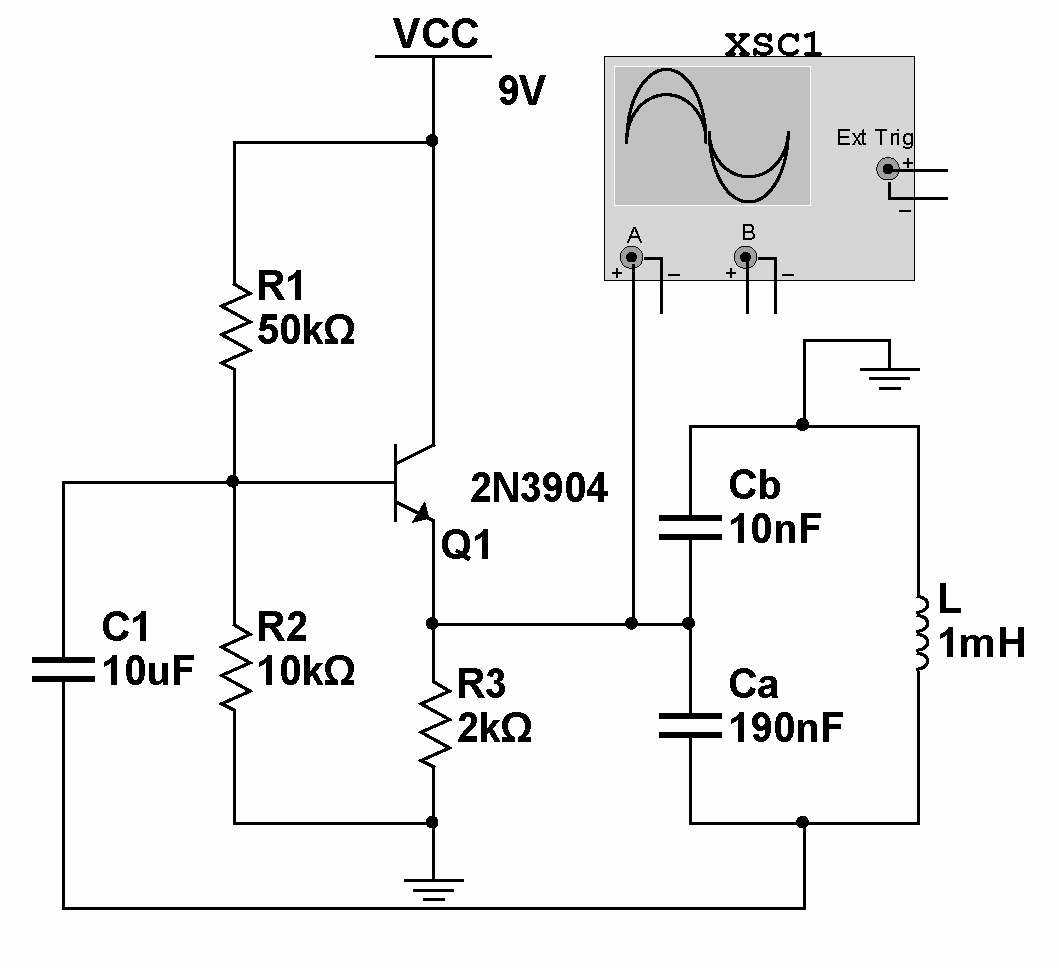 VCC
9V
XSC1
Ext Trig
+
–
A
B
+
–
+
–
R1
50kΩ
2N3904
Q1
Cb
10nF
L
1mH
C1
10uF
R2
10kΩ
R3
2kΩ
Ca
190nF